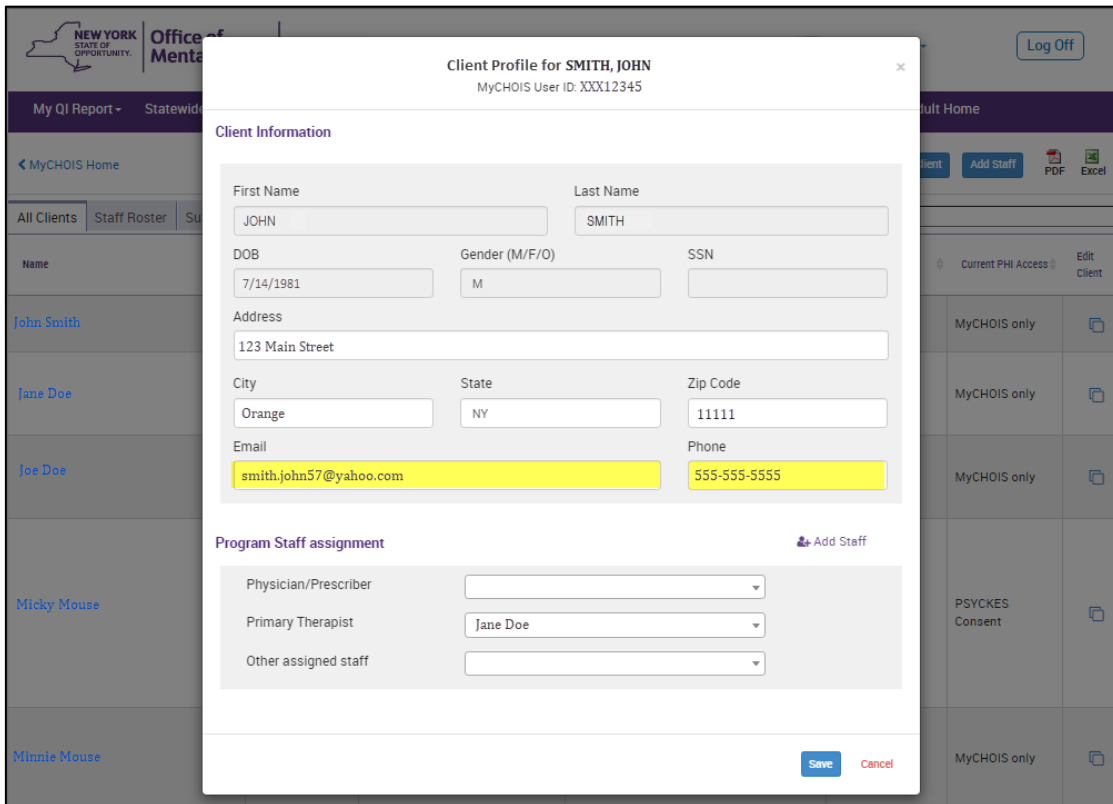 NEW YORK
STATE OF
OPPORTUNITY.
Office of
Menta
Log Off
My QI Report
Statewide
dult Home
MyCHOIS Home
lient
Add Staff
PDF
Excel
All Clients
Staff Roster
Su
Name
Current PHI Access
Edit
Client
John Smith
MyCHOIS only
Jane Doe
MyCHOIS only
Joe Doe
MyCHOIS only
Micky Mouse
PSYCKES
Consent
Minnie Mouse
MyCHOIS only
Client Profile for SMITH, JOHN
×
MyCHOIS User ID: XXX12345
Client Information
First Name Last Name
JOHN SMITH
DOB Gender (M/F/O) SSN
7/14/1981 M
Address
123 Main Street
City State Zip Code
Orange NY 11111
Email Phone
smith.john57@yahoo.com 555-555-5555
Program Staff assignment Add Staff
Physician/Prescriber
Primary Therapist Jane Doe
Other assigned staff
Save Cancel